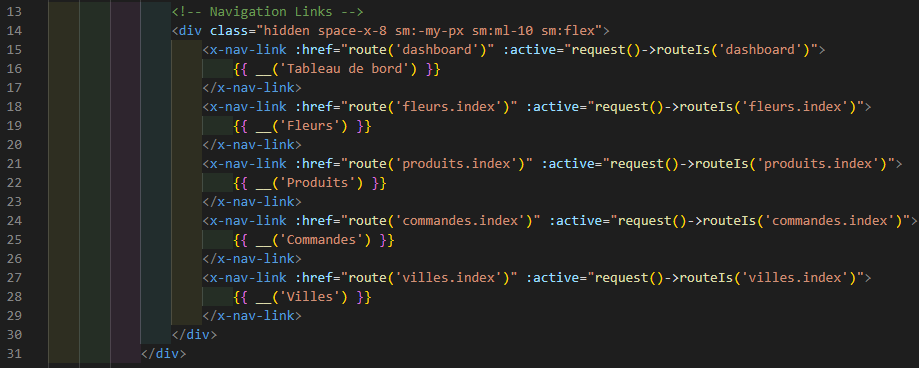 13 <!-- Navigation Links -->
14 <div class="hidden space-x-8 sm:-my-px sm:ml-10 sm:flex">
15 <x-nav-link :href="route('dashboard')" :active="request()->routeIs('dashboard')">
16 {{ __('Tableau de bord') }}
17 </x-nav-link>
18 <x-nav-link :href="route('fleurs.index')" :active="request()->routeIs('fleurs.index')">
19 {{ __('Fleurs') }}
20 </x-nav-link>
21 <x-nav-link :href="route('produits.index')" :active="request()->routeIs('produits.index')">
22 {{ __('Produits') }}
23 </x-nav-link>
24 <x-nav-link :href="route('commandes.index')" :active="request()->routeIs('commandes.index')">
25 {{ __('Commandes') }}
26 </x-nav-link>
27 <x-nav-link :href="route('villes.index')" :active="request()->routeIs('villes.index')">
28 {{ __('Villes') }}
29 </x-nav-link>
30 </div>
31 </div>